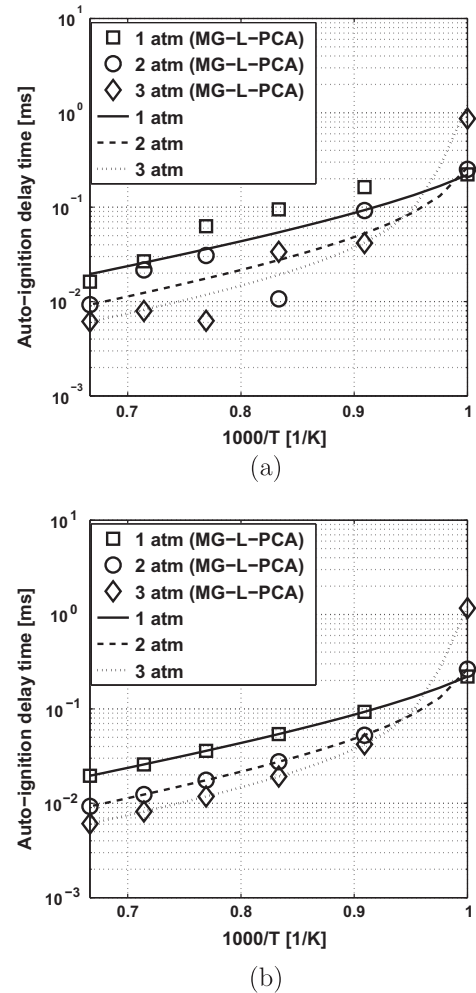 Auto-ignition delay time [ms]
10^1
10^0
10^-1
10^-2
10^-3
1 atm (MG−L−PCA)
2 atm (MG−L−PCA)
3 atm (MG−L−PCA)
1 atm
2 atm
3 atm
0.7 0.8 0.9 1
1000/T [1/K]
(a)
Auto-ignition delay time [ms]
10^1
10^0
10^-1
10^-2
10^-3
1 atm (MG−L−PCA)
2 atm (MG−L−PCA)
3 atm (MG−L−PCA)
1 atm
2 atm
3 atm
0.7 0.8 0.9 1
1000/T [1/K]
(b)